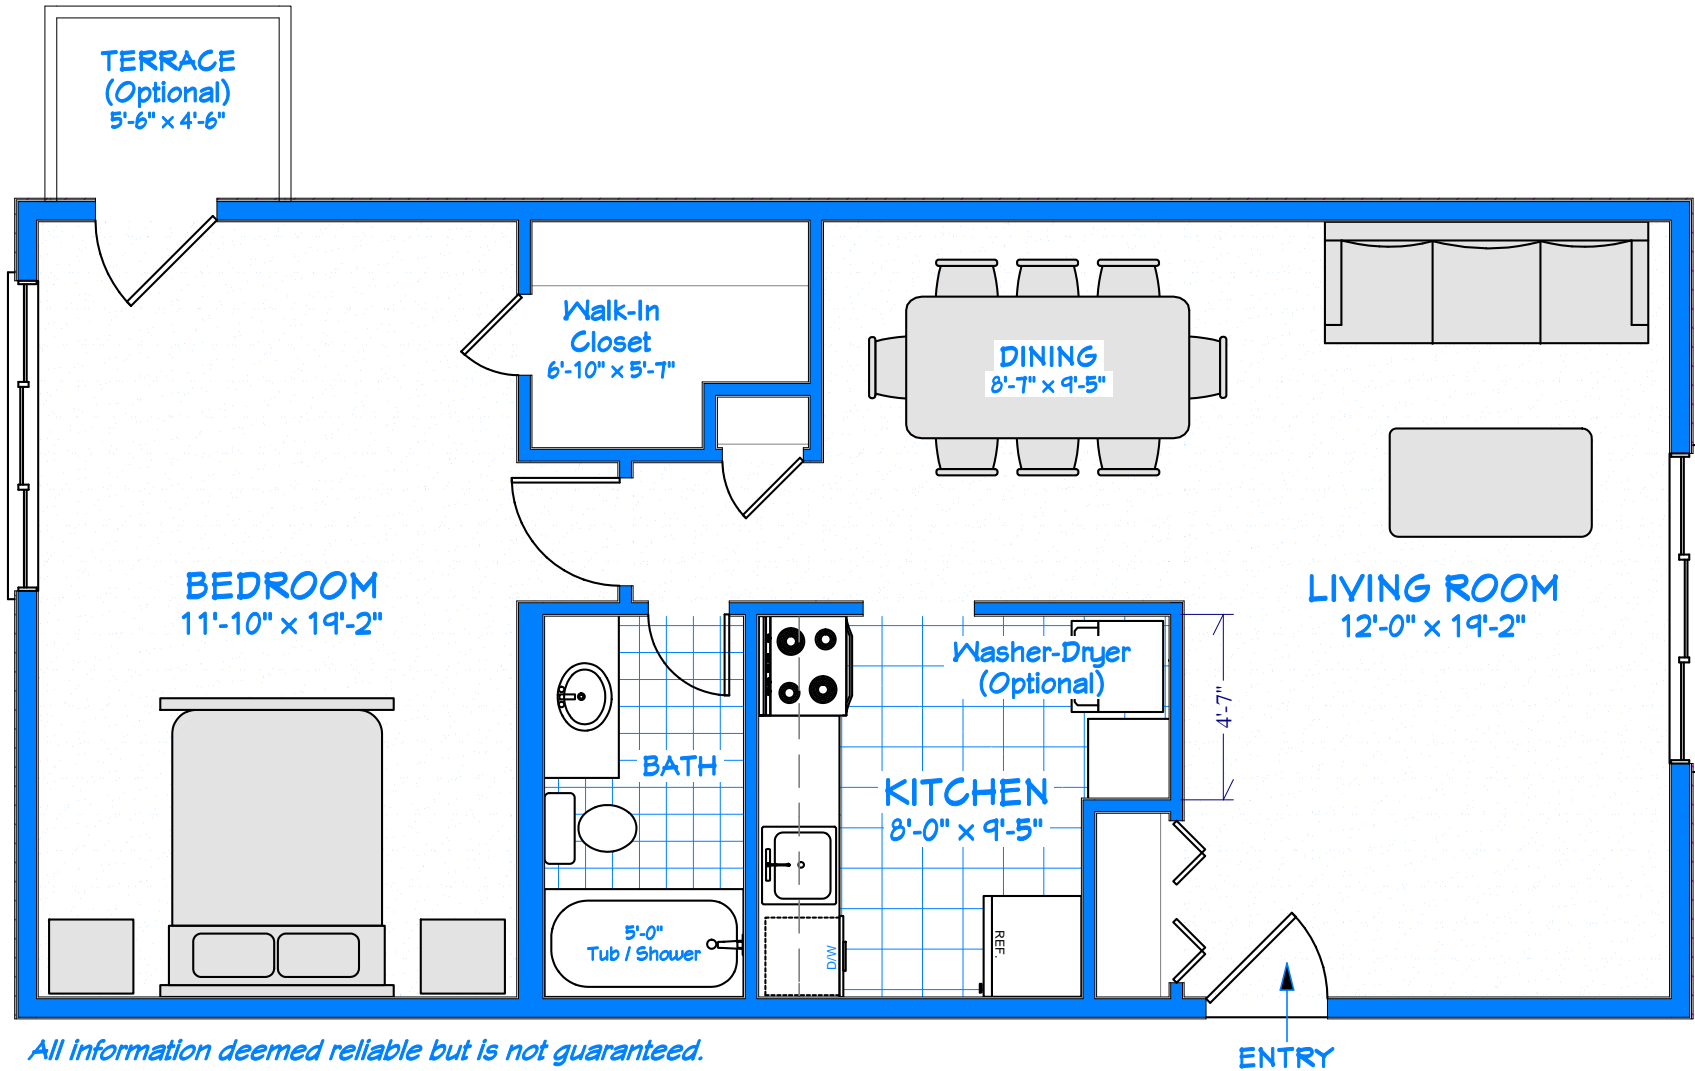 TERRACE
(Optional)
5'-6" x 4'-6"
Walk-In
Closet
6'-10" x 5'-7"
DINING
8'-7" x 9'-5"
BEDROOM
11'-10" x 19'-2"
LIVING ROOM
12'-0" x 19'-2"
Washer-Dryer
(Optional)
4'-7"
BATH
KITCHEN
8'-0" x 9'-5"
5'-0"
Tub / Shower
D/W
REF.
All information deemed reliable but is not guaranteed.
ENTRY